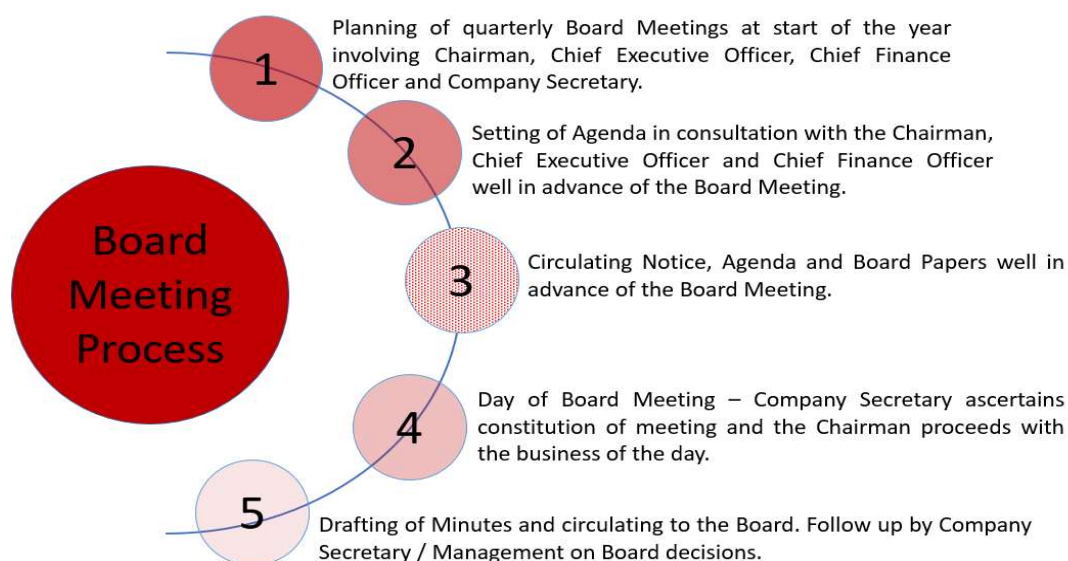 1
Planning of quarterly Board Meetings at start of the year
involving Chairman, Chief Executive Officer, Chief Finance
Officer and Company Secretary.
2
Setting of Agenda in consultation with the Chairman,
Chief Executive Officer and Chief Finance Officer
well in advance of the Board Meeting.
Board
Meeting
Process
3
Circulating Notice, Agenda and Board Papers well in
advance of the Board Meeting.
4
Day of Board Meeting – Company Secretary ascertains
constitution of meeting and the Chairman proceeds with
the business of the day.
5
Drafting of Minutes and circulating to the Board. Follow up by Company
Secretary / Management on Board decisions.